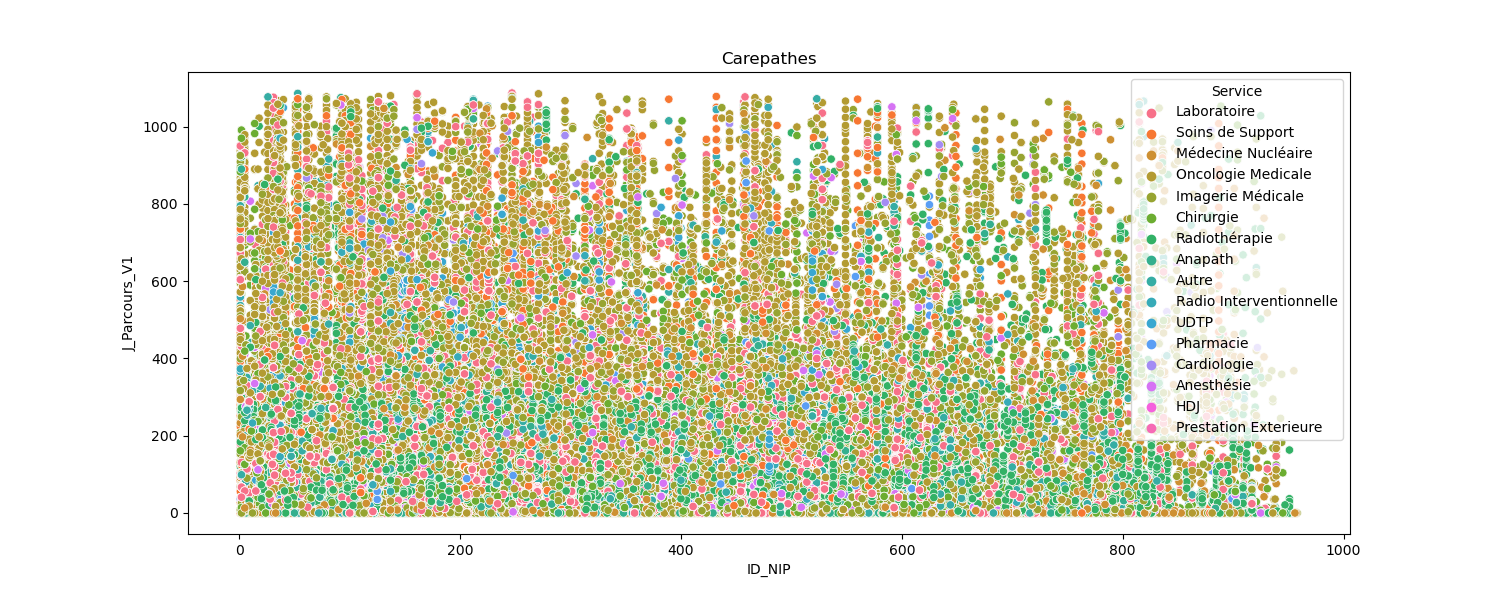 Carepathes
Service
Laboratoire
Soins de Support
Médecine Nucléaire
Oncologie Medicale
Imagerie Médicale
Chirurgie
Radiothérapie
Anapath
Autre
Radio Interventionnelle
UDTP
Pharmacie
Cardiologie
Anesthésie
HDJ
Prestation Exterieure
J_Parcours_V1
1000
800
600
400
200
0
0 200 400 600 800 1000
ID_NIP